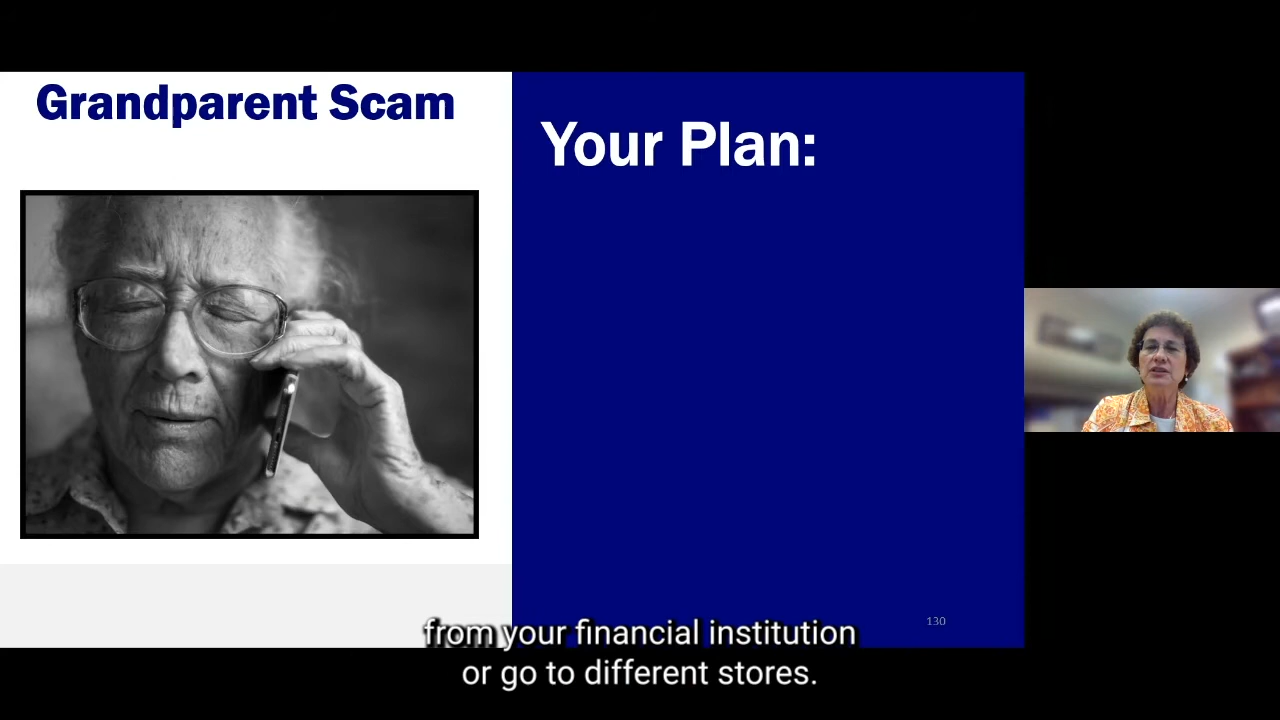 Grandparent Scam
Your Plan:
130
from your financial institution
or go to different stores.